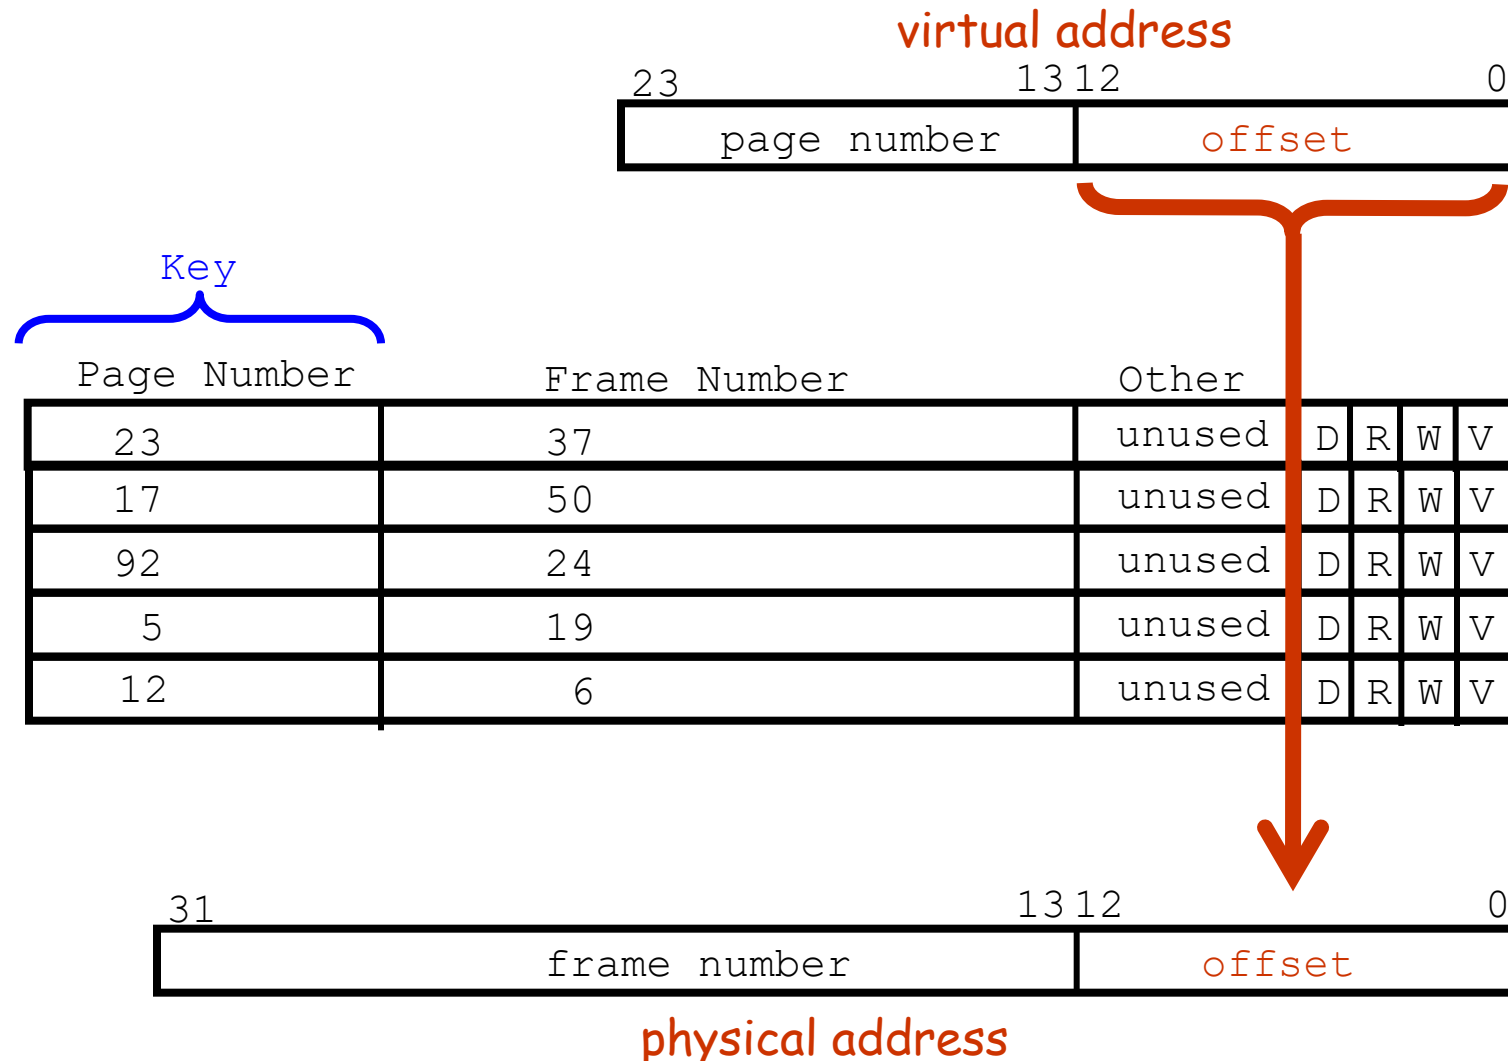 virtual address
23 13 12 0
page number offset
Key
Page Number Frame Number Other
23 37 unused D R W V
17 50 unused D R W V
92 24 unused D R W V
5 19 unused D R W V
12 6 unused D R W V
31 13 12 0
frame number offset
physical address